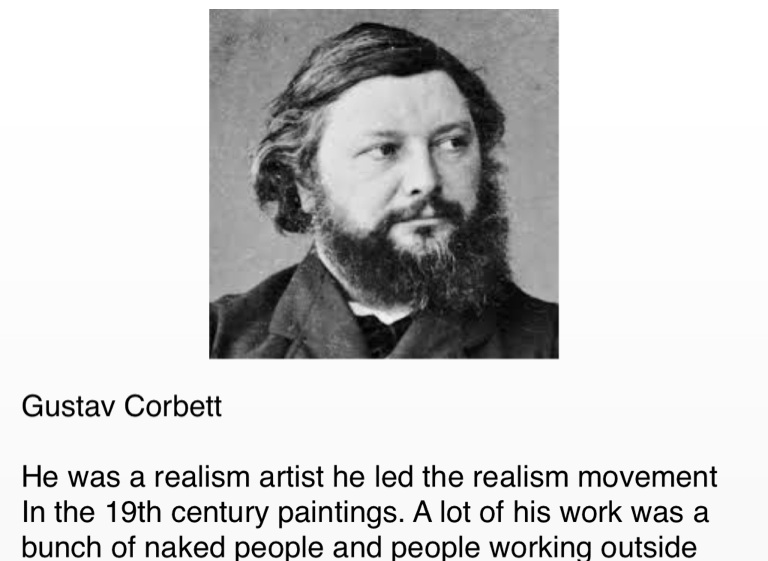 Gustav Corbett
He was a realism artist he led the realism movement
In the 19th century paintings. A lot of his work was a
bunch of naked people and people working outside